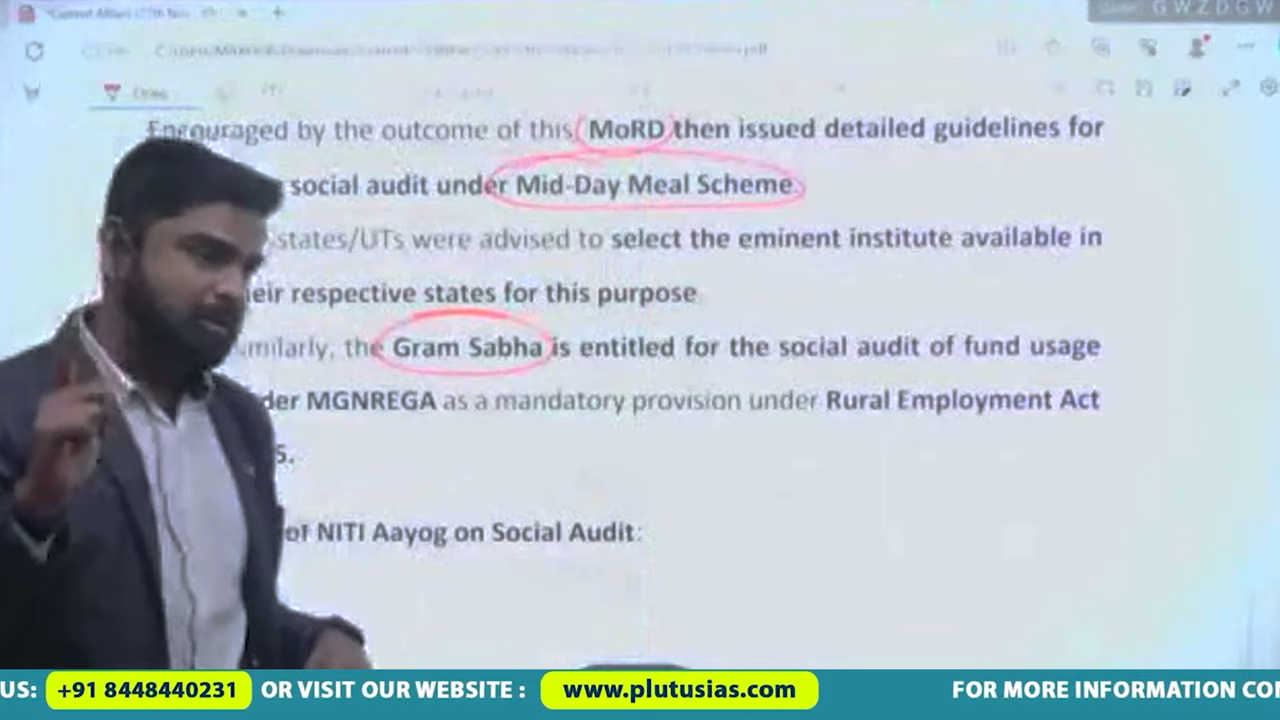 Encouraged by the outcome of this MoRD then issued detailed guidelines for
social audit under Mid-Day Meal Scheme.
states/UTs were advised to select the eminent institute available in
eir respective states for this purpose.
milarly, the Gram Sabha is entitled for the social audit of fund usage
der MGNREGA as a mandatory provision under Rural Employment Act
s.
of NITI Aayog on Social Audit:
US: +91 8448440231 OR VISIT OUR WEBSITE : www.plutusias.com FOR MORE INFORMATION CON